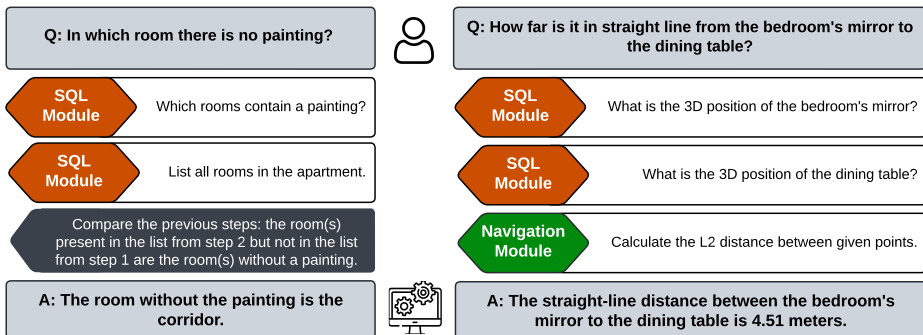 Q: In which room there is no painting?
SQL
Module
Which rooms contain a painting?
SQL
Module
List all rooms in the apartment.
Compare the previous steps: the room(s)
present in the list from step 2 but not in the list
from step 1 are the room(s) without a painting.
A: The room without the painting is the
corridor.
Q: How far is it in straight line from the bedroom's mirror to
the dining table?
SQL
Module
What is the 3D position of the bedroom's mirror?
SQL
Module
What is the 3D position of the dining table?
Navigation
Module
Calculate the L2 distance between given points.
A: The straight-line distance between the bedroom's
mirror to the dining table is 4.51 meters.